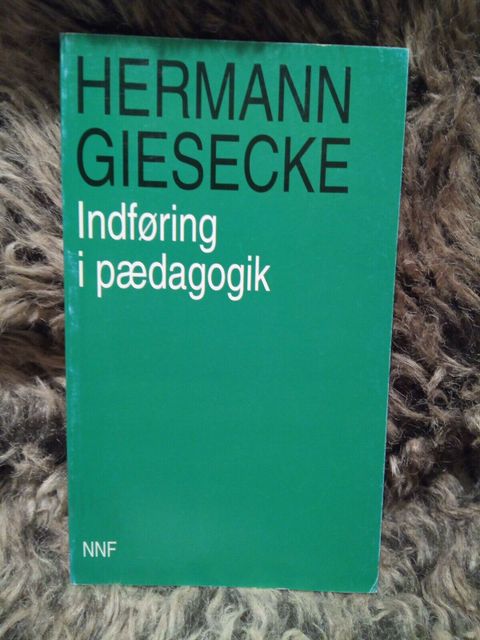 HERMANN
GIESECKE
Indføring
i pædagogik
NNF